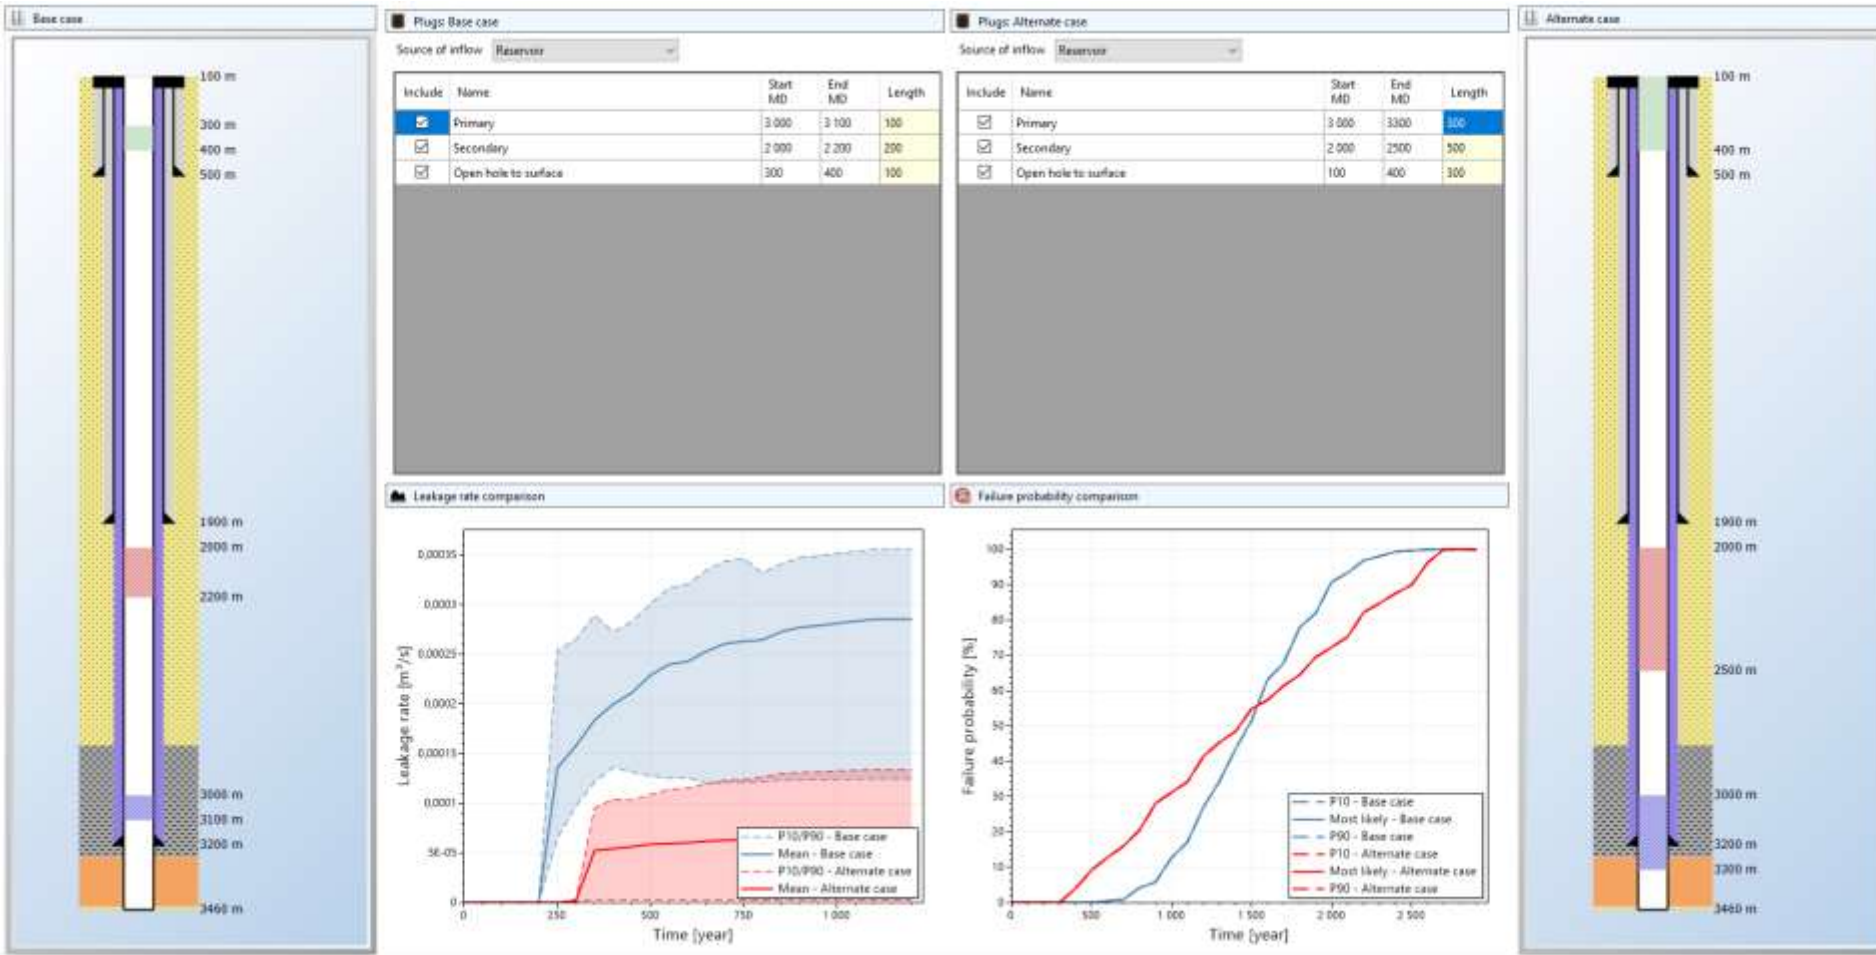 Base case
100 m
300 m
400 m
500 m
1900 m
2000 m
2200 m
3000 m
3100 m
3200 m
3460 m
Plugs: Base case
Source of inflow Reservoir
Include Name Start MD End MD Length
Primary 3 000 3 100 100
Secondary 2 000 2 200 200
Open hole to surface 300 400 100
Plugs: Alternate case
Source of inflow Reservoir
Include Name Start MD End MD Length
Primary 3 000 3300 300
Secondary 2 000 2500 500
Open hole to surface 100 400 300
Leakage rate comparison
Leakage rate [m³/s]
0,00035
0,0003
0,00025
0,0002
0,00015
0,0001
5E-05
0
0 250 500 750 1 000
Time [year]
P10/P90 - Base case
Mean - Base case
P10/P90 - Alternate case
Mean - Alternate case
Failure probability comparison
Failure probability [%]
100
90
80
70
60
50
40
30
20
10
0
0 500 1 000 1 500 2 000 2 500
Time [year]
P10 - Base case
Most likely - Base case
P90 - Base case
P10 - Alternate case
Most likely - Alternate case
P90 - Alternate case
Alternate case
100 m
400 m
500 m
1900 m
2000 m
2500 m
3000 m
3200 m
3300 m
3460 m